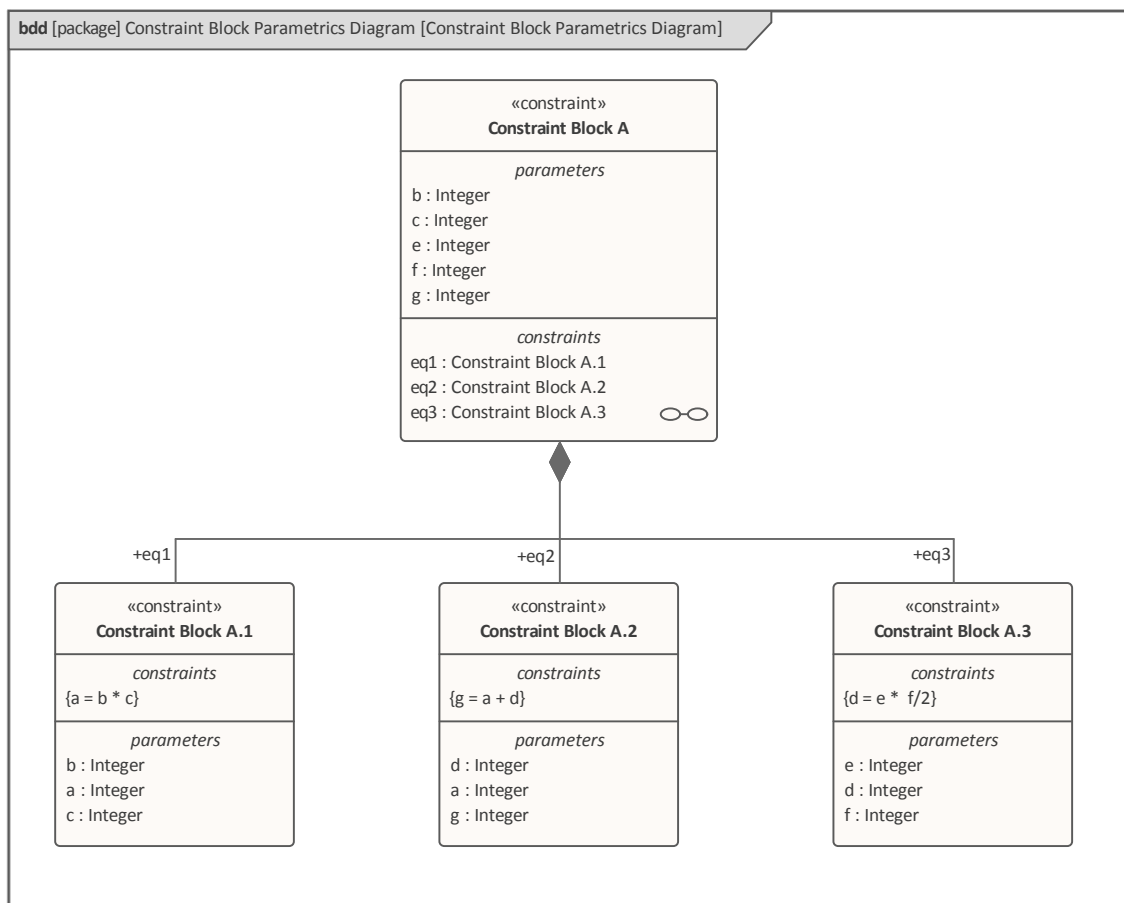 bdd [package] Constraint Block Parametrics Diagram [Constraint Block Parametrics Diagram]
«constraint»
Constraint Block A
parameters
b : Integer
c : Integer
e : Integer
f : Integer
g : Integer
constraints
eq1 : Constraint Block A.1
eq2 : Constraint Block A.2
eq3 : Constraint Block A.3
+eq1
+eq2
+eq3
«constraint»
Constraint Block A.1
constraints
{a = b * c}
parameters
b : Integer
a : Integer
c : Integer
«constraint»
Constraint Block A.2
constraints
{g = a + d}
parameters
d : Integer
a : Integer
g : Integer
«constraint»
Constraint Block A.3
constraints
{d = e *  f/2}
parameters
e : Integer
d : Integer
f : Integer